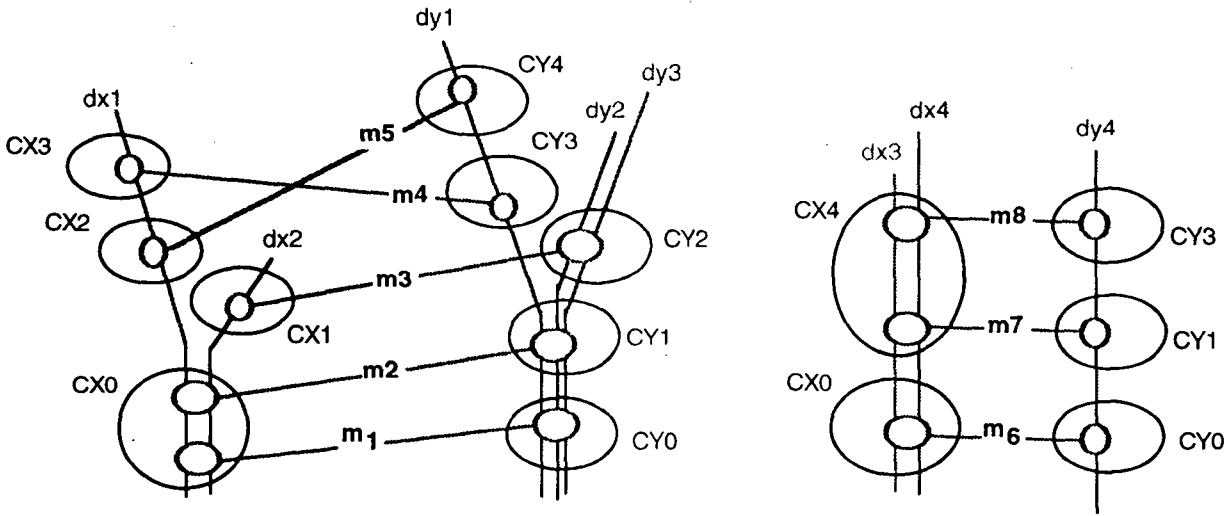 dy1
CY4
dy3
dx1
dy2
dx4
m5
CX3
CY3
dy4
dx3
m4
CX2
CX4
m8
dx2
CY2
CY3
m3
CX1
CY1
m7
CY1
m2
CX0
CX0
m1
CY0
m6
CY0